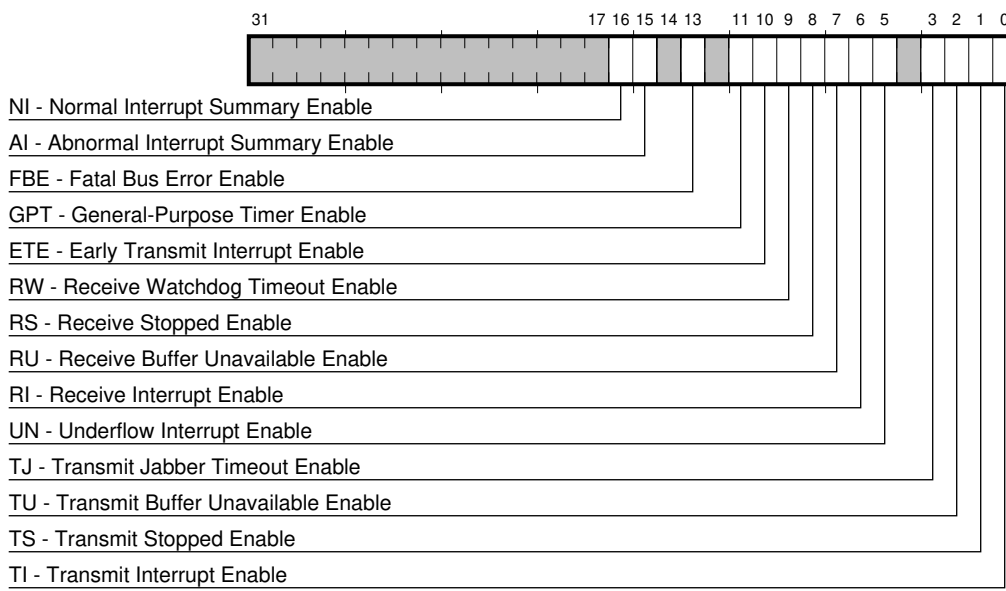 31 17 16 15 14 13 11 10 9 8 7 6 5 3 2 1 0
NI - Normal Interrupt Summary Enable
AI - Abnormal Interrupt Summary Enable
FBE - Fatal Bus Error Enable
GPT - General-Purpose Timer Enable
ETE - Early Transmit Interrupt Enable
RW - Receive Watchdog Timeout Enable
RS - Receive Stopped Enable
RU - Receive Buffer Unavailable Enable
RI - Receive Interrupt Enable
UN - Underflow Interrupt Enable
TJ - Transmit Jabber Timeout Enable
TU - Transmit Buffer Unavailable Enable
TS - Transmit Stopped Enable
TI - Transmit Interrupt Enable